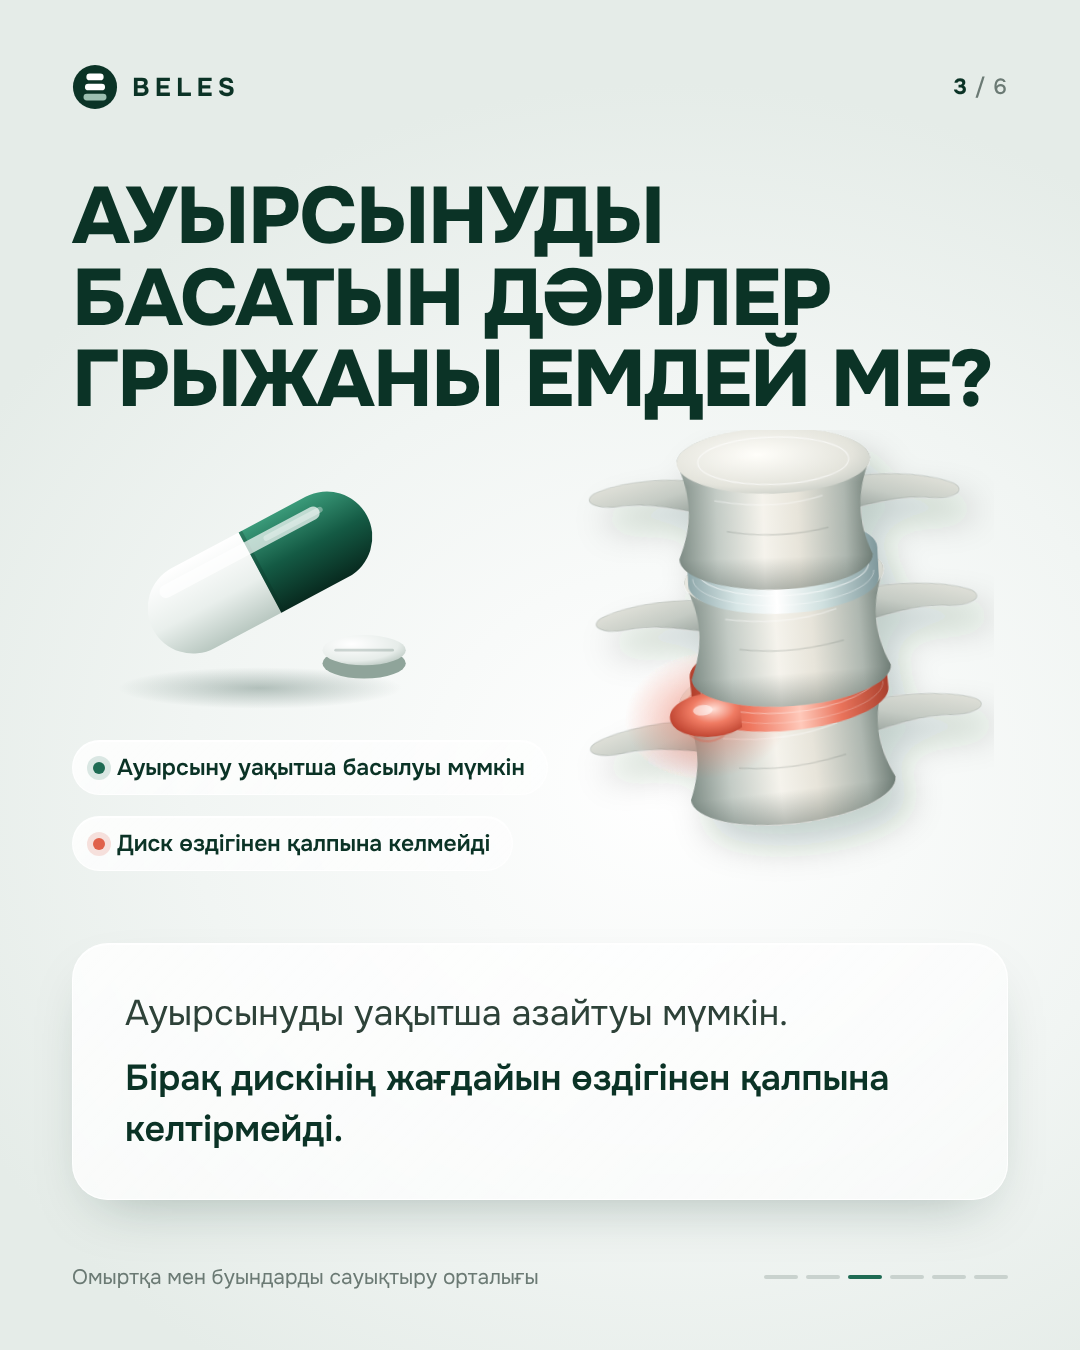 BELES
3 / 6
АУЫРСЫНУДЫ
БАСАТЫН ДӘРІЛЕР
ГРЫЖАНЫ ЕМДЕЙ МЕ?
Ауырсыну уақытша басылуы мүмкін
Диск өздігінен қалпына келмейді
Ауырсынуды уақытша азайтуы мүмкін.
Бірақ дискінің жағдайын өздігінен қалпына
келтірмейді.
Омыртқа мен буындарды сауықтыру орталығы